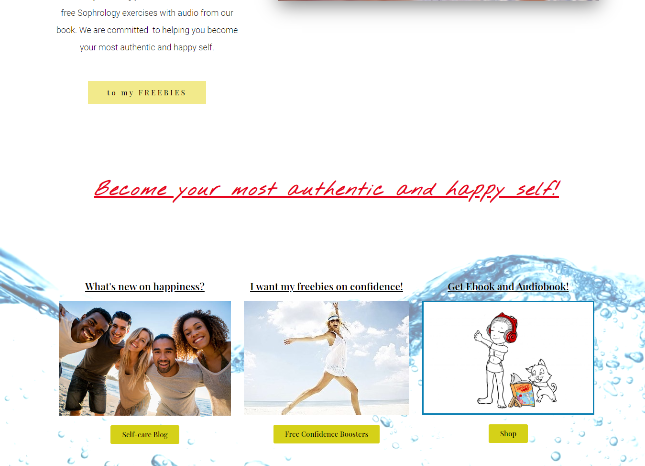 free Sophrology exercises with audio from our
book. We are committed to helping you become
your most authentic and happy self.
to my FREEBIES
Become your most authentic and happy self!
What's new on happiness?
I want my freebies on confidence!
Get Ebook and Audiobook!
Self-care Blog
Free Confidence Boosters
Shop